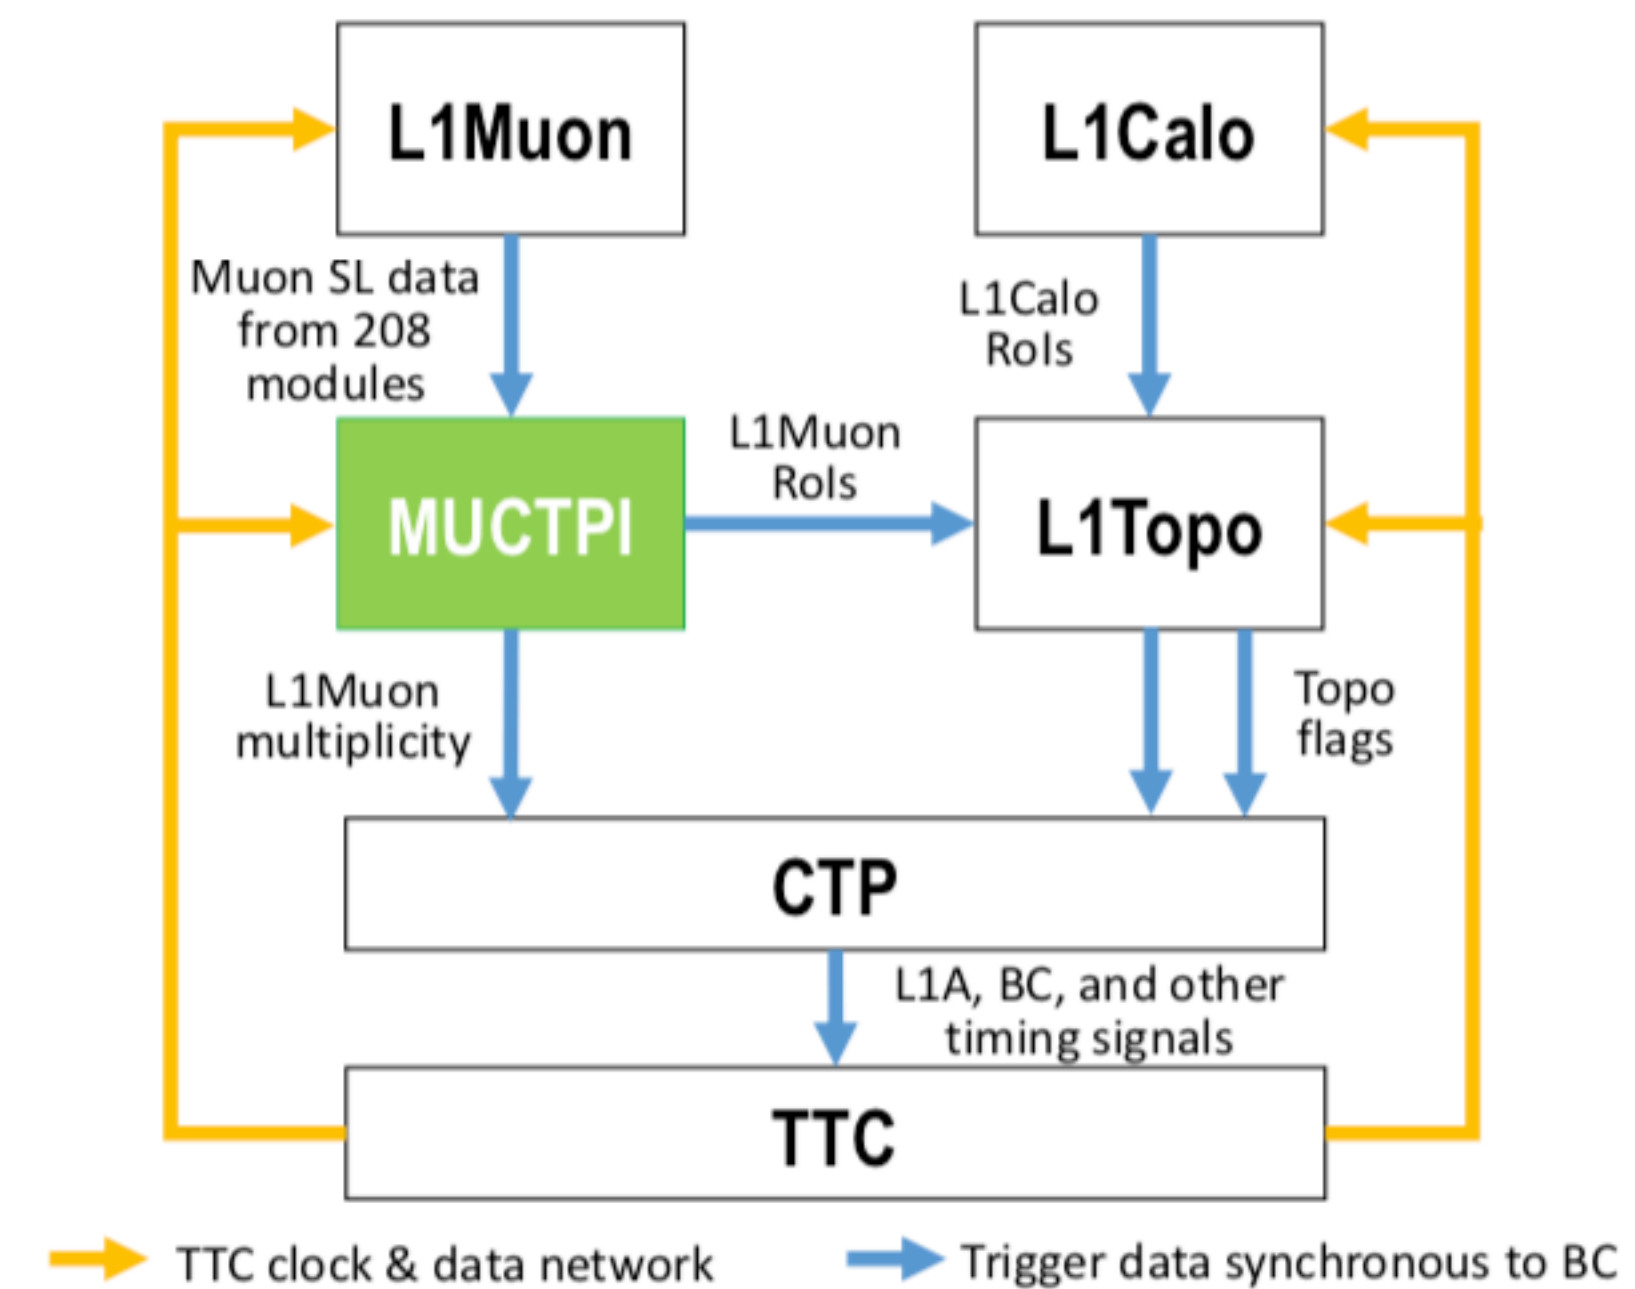 L1Muon
L1Calo
Muon SL data
from 208
modules
L1Calo
RoIs
L1Muon
RoIs
MUCTPI
L1Topo
L1Muon
multiplicity
Topo
flags
CTP
L1A, BC, and other
timing signals
TTC
TTC clock & data network
Trigger data synchronous to BC